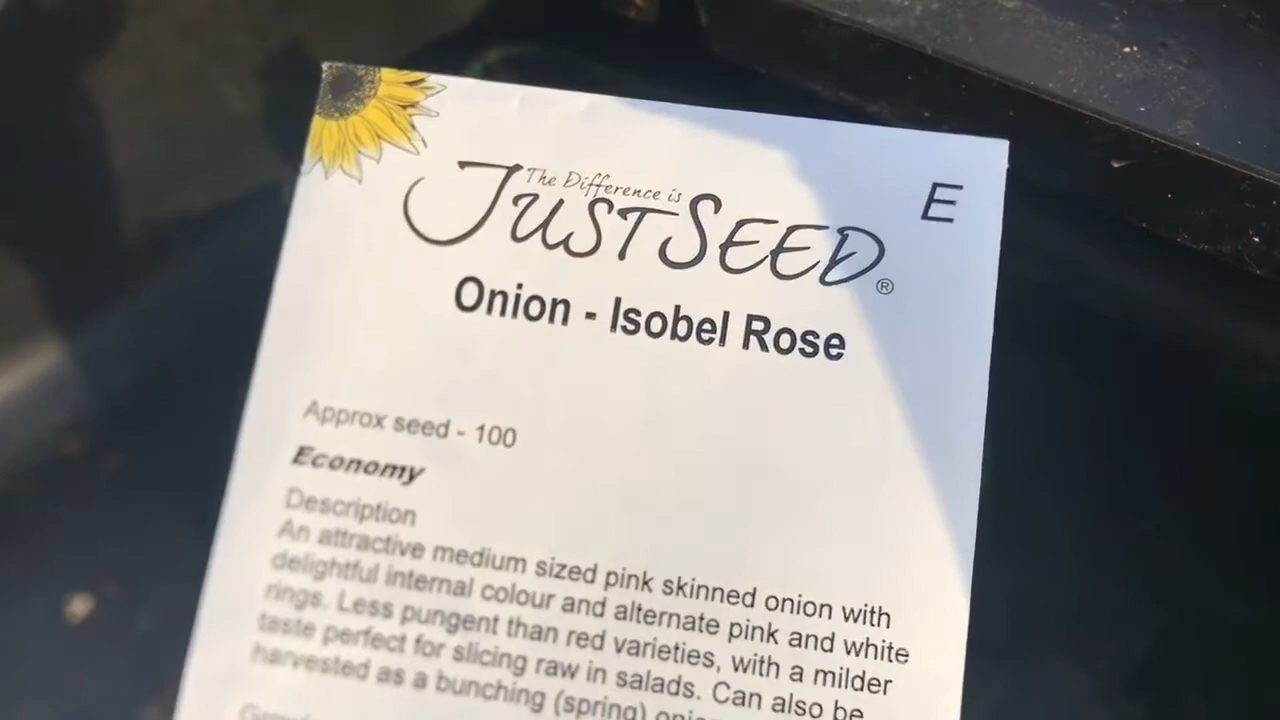 The Difference is
JUSTSEED®
E
Onion - Isobel Rose
Approx seed - 100
Economy
Description
An attractive medium sized pink skinned onion with
delightful internal colour and alternate pink and white
rings. Less pungent than red varieties, with a milder
taste perfect for slicing raw in salads. Can also be
harvested as a bunching (spring)